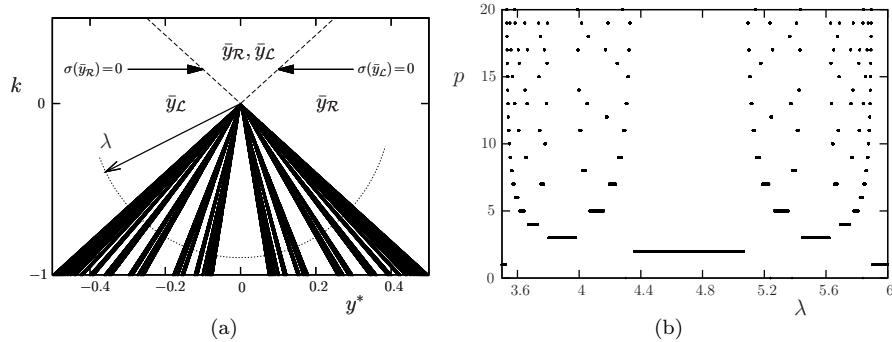 ȳ_R, ȳ_L
σ(ȳ_R)=0
σ(ȳ_L)=0
k
0
ȳ_L
ȳ_R
λ
−1
−0.4
−0.2
0
0.2
0.4
y*
(a)
20
15
p
10
5
0
3.6
4.4
4.8
5.2
5.6
6
λ
(b)